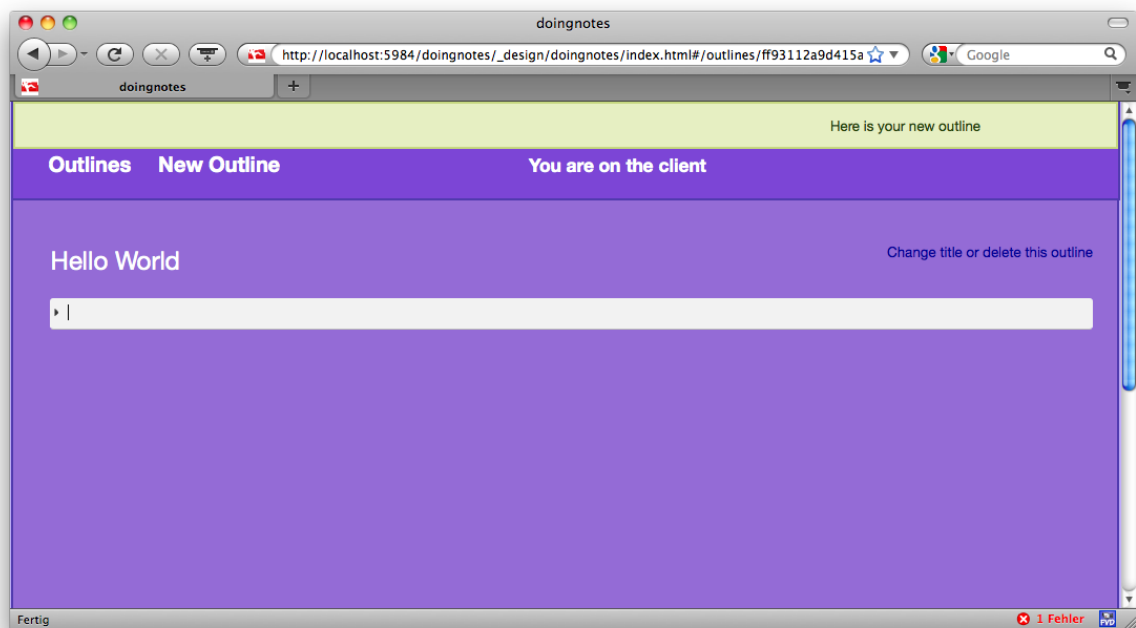 doingnotes
http://localhost:5984/doingnotes/_design/doingnotes/index.html#/outlines/ff93112a9d415a
Google
doingnotes
+
Here is your new outline
Outlines New Outline You are on the client
Hello World
Change title or delete this outline
Fertig
1 Fehler
FVD